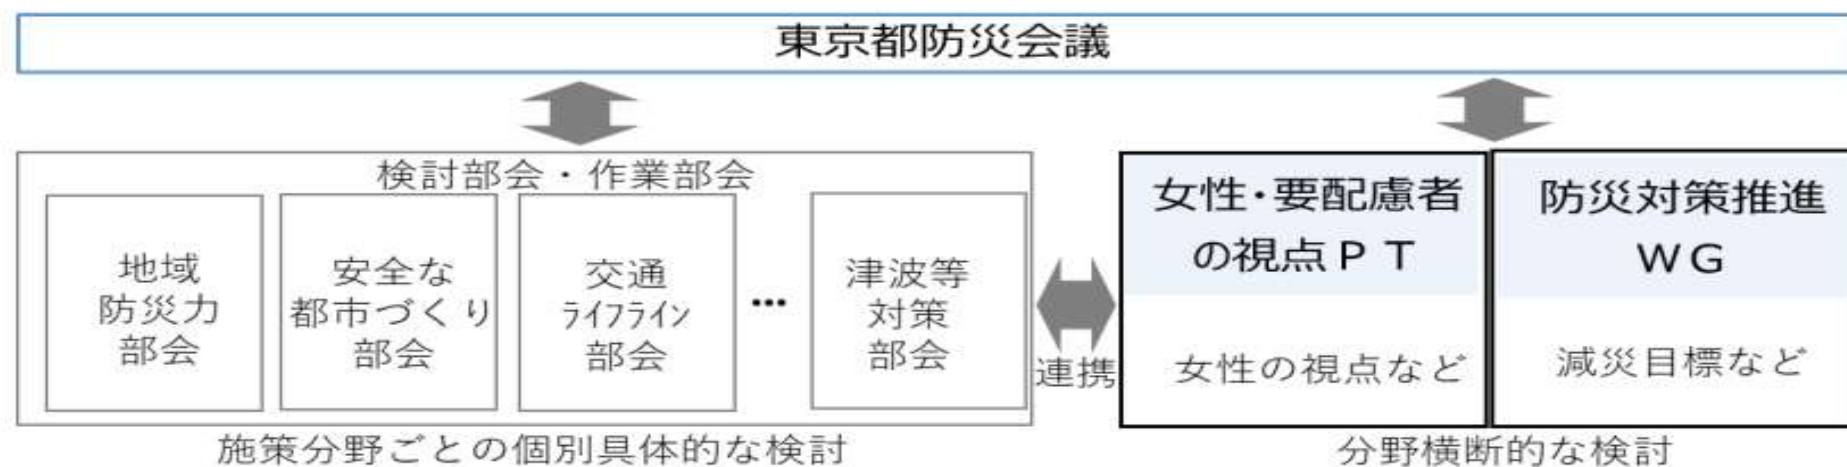 東京都防災会議
検討部会・作業部会
地域
防災力
部会
安全な
都市づくり
部会
交通
ﾗｲﾌﾗｲﾝ
部会
…
津波等
対策
部会
連携
女性・要配慮者
の視点ＰＴ
女性の視点など
防災対策推進
ＷＧ
減災目標など
施策分野ごとの個別具体的な検討
分野横断的な検討